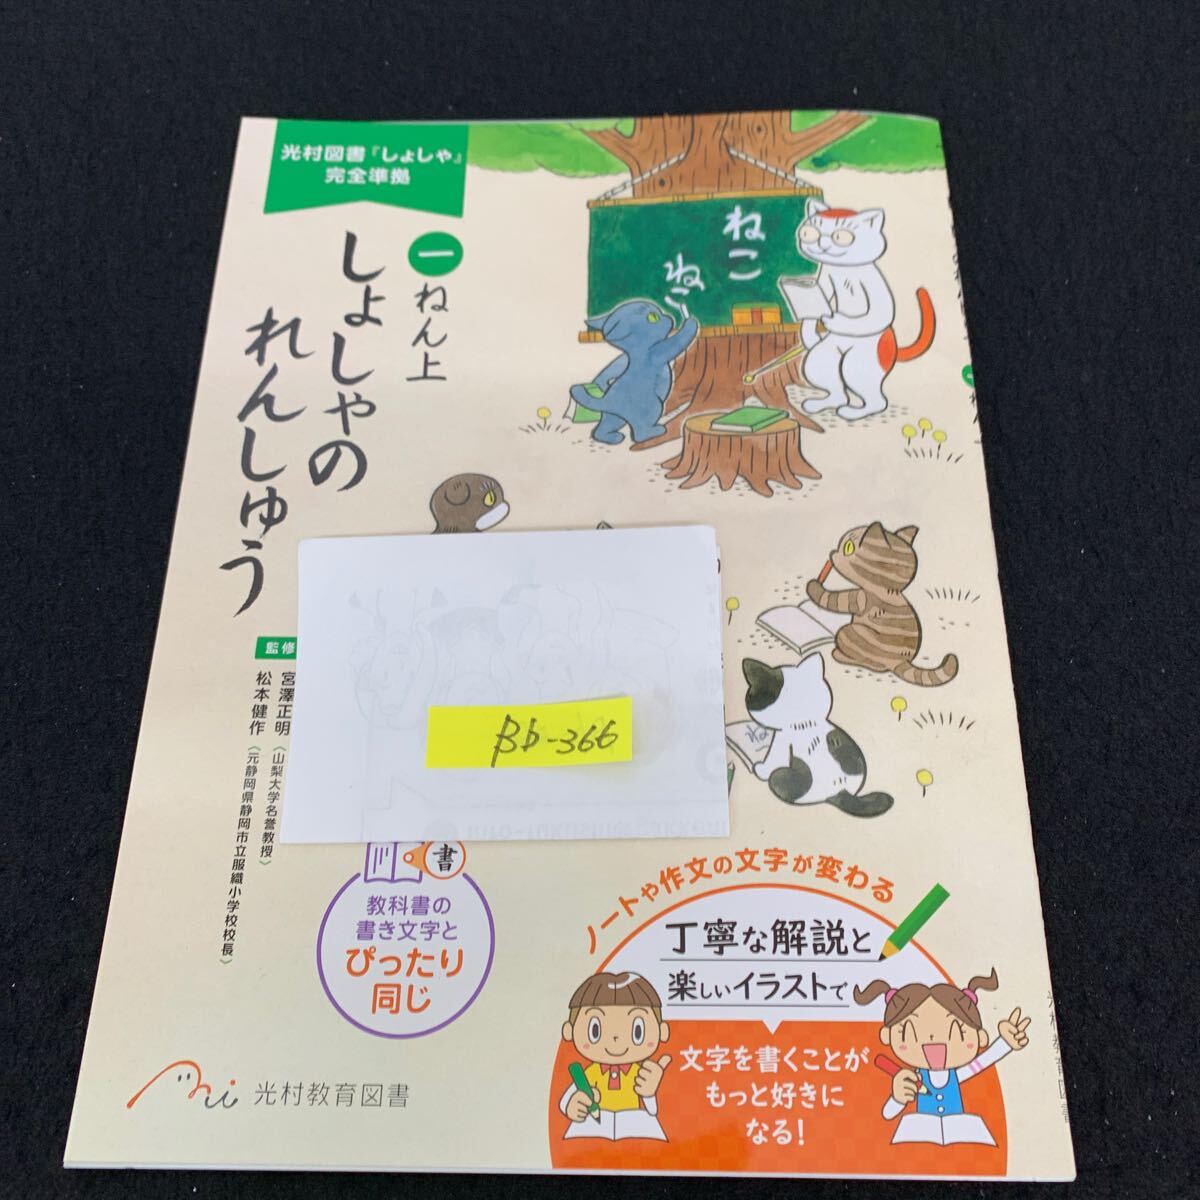 光村図書『しょしゃ』
完全準拠
一ねん上
しょしゃの
れんしゅう
ねこ
ねこ
監修
宮澤正明〈山梨大学名誉教授〉
松本健作〈元静岡県静岡市立服織小学校校長〉
Bb-366
書
教科書の
書き文字と
ぴったり
同じ
ノートや作文の文字が変わる
丁寧な解説と
楽しいイラストで
文字を書くことが
もっと好きに
なる!
光村教育図書